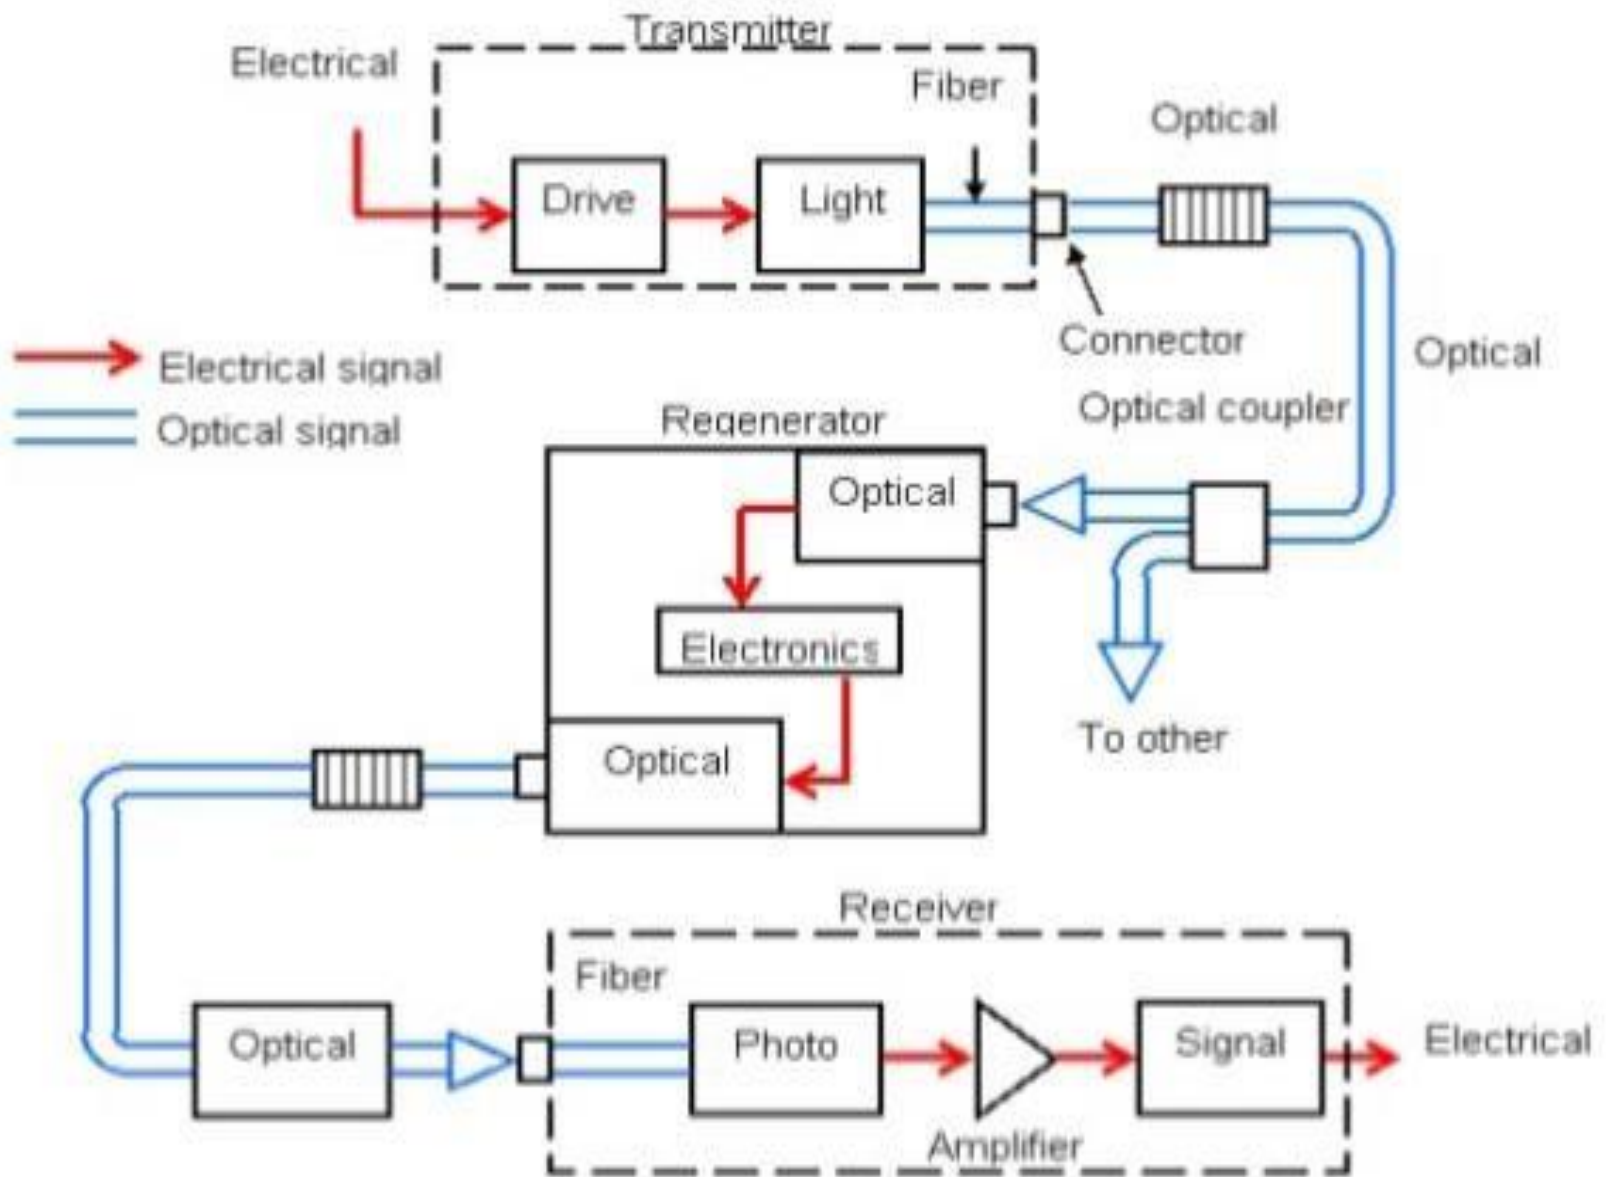 Transmitter
Electrical
Fiber
Optical
Drive
Light
Connector
Optical
Electrical signal
Optical signal
Optical coupler
Regenerator
Optical
Electronics
To other
Optical
Receiver
Fiber
Optical
Photo
Signal
Electrical
Amplifier